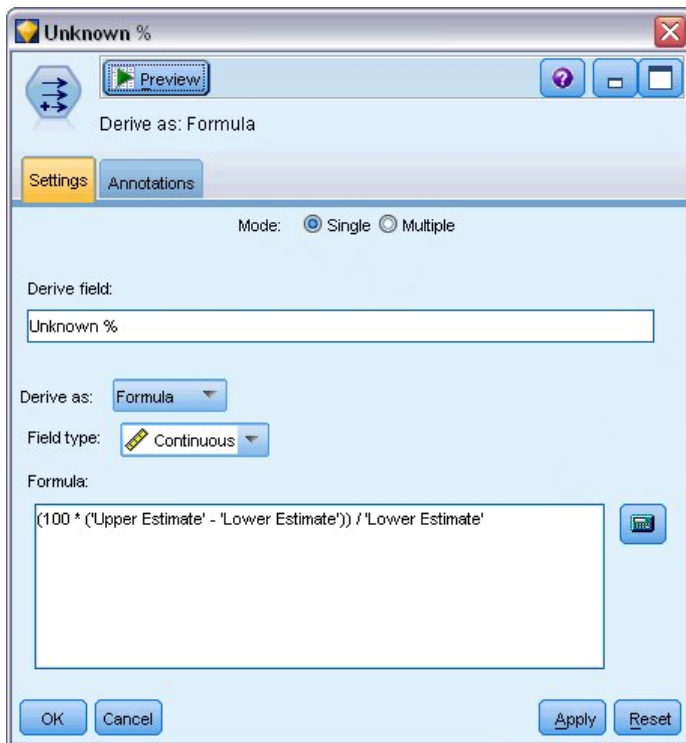 Unknown %
Preview
Derive as: Formula
Settings Annotations
Mode: Single Multiple
Derive field:
Unknown %
Derive as: Formula
Field type: Continuous
Formula:
(100 * ('Upper Estimate' - 'Lower Estimate')) / 'Lower Estimate'
OK Cancel Apply Reset